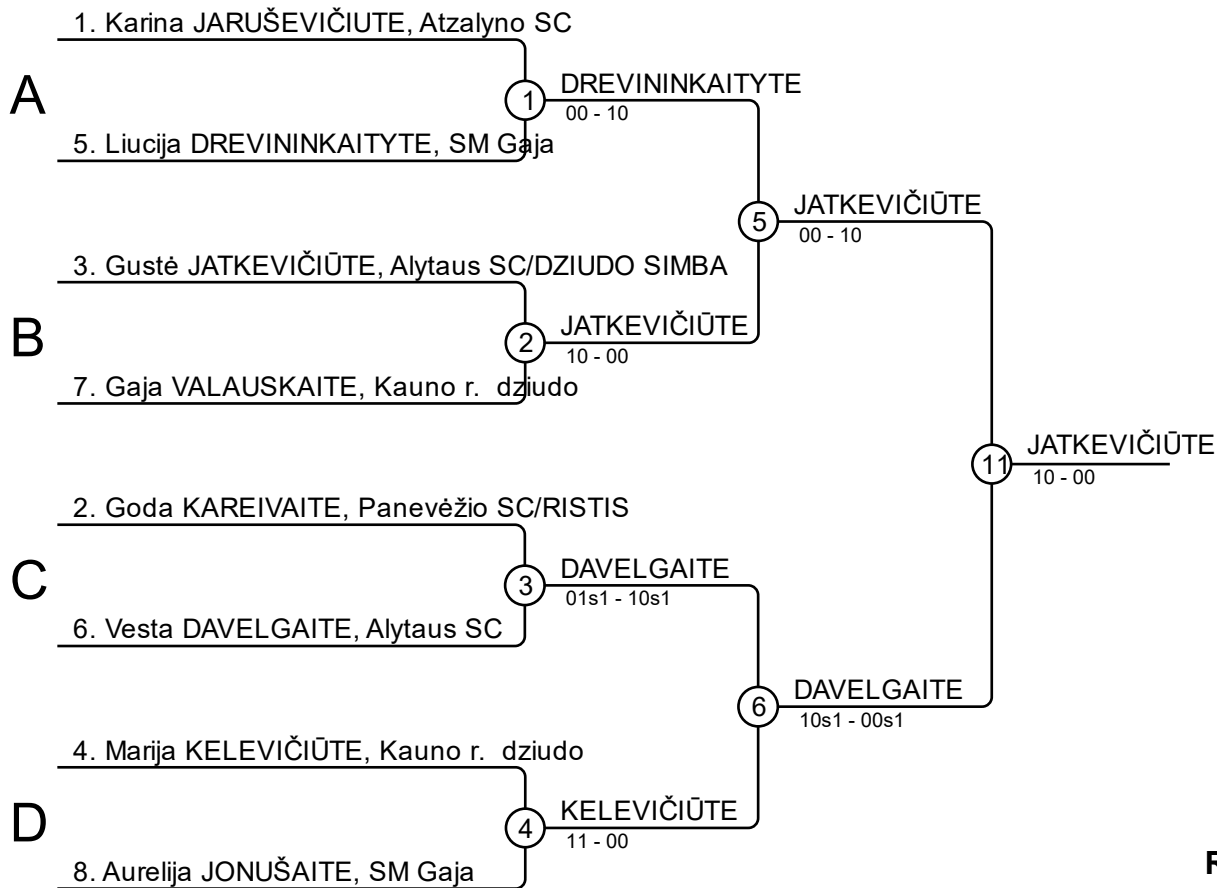 1. Karina JARUŠEVIČIUTE, Atzalyno SC
A
1
DREVININKAITYTE
00 - 10
5. Liucija DREVININKAITYTE, SM Gaja
5
JATKEVIČIŪTE
00 - 10
3. Gustė JATKEVIČIŪTE, Alytaus SC/DZIUDO SIMBA
B
2
JATKEVIČIŪTE
10 - 00
7. Gaja VALAUSKAITE, Kauno r. dziudo
11
JATKEVIČIŪTE
10 - 00
2. Goda KAREIVAITE, Panevėžio SC/RISTIS
C
3
DAVELGAITE
01s1 - 10s1
6. Vesta DAVELGAITE, Alytaus SC
6
DAVELGAITE
10s1 - 00s1
4. Marija KELEVIČIŪTE, Kauno r. dziudo
D
4
KELEVIČIŪTE
11 - 00
8. Aurelija JONUŠAITE, SM Gaja